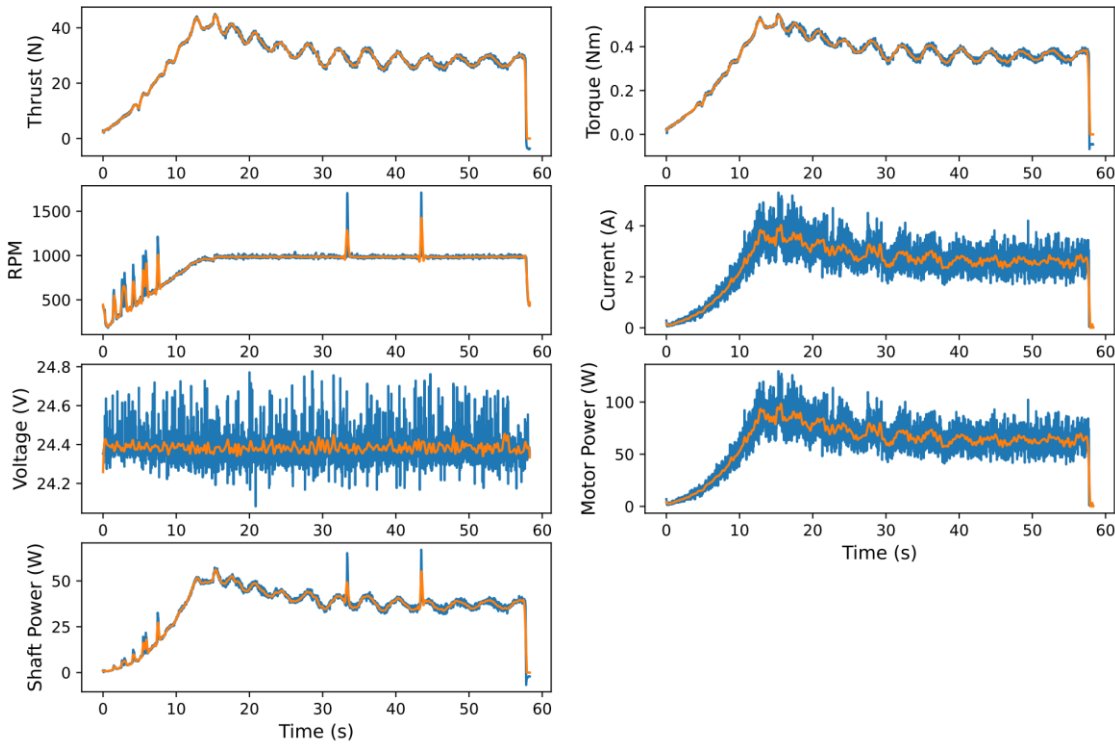 Thrust (N)
40
20
0
0 10 20 30 40 50 60
Torque (Nm)
0.4
0.2
0.0
0 10 20 30 40 50 60
RPM
1500
1000
500
0 10 20 30 40 50 60
Current (A)
4
2
0
0 10 20 30 40 50 60
Voltage (V)
24.8
24.6
24.4
24.2
0 10 20 30 40 50 60
Motor Power (W)
100
50
0
0 10 20 30 40 50 60
Time (s)
Shaft Power (W)
50
25
0
0 10 20 30 40 50 60
Time (s)